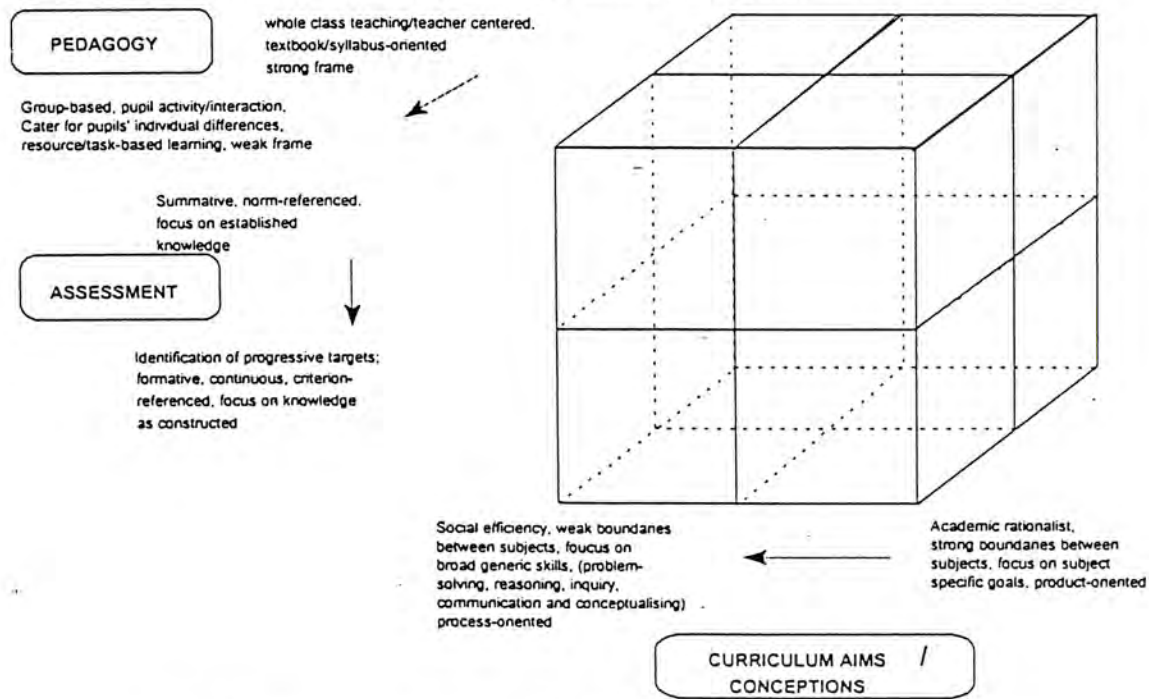 PEDAGOGY
whole class teaching/teacher centered,
textbook/syllabus-oriented
strong frame
Group-based, pupil activity/interaction,
Cater for pupils' individual differences,
resource/task-based learning, weak frame
Summative, norm-referenced,
focus on established
knowledge
ASSESSMENT
Identification of progressive targets;
formative, continuous, criterion-
referenced, focus on knowledge
as constructed
Social efficiency, weak boundanes
between subjects, foucus on
broad generic skills, (problem-
solving, reasoning, inquiry,
communication and conceptualising)
process-onented
Academic rationalist,
strong boundanes between
subjects, focus on subject
specific goals, product-onented
CURRICULUM AIMS /
CONCEPTIONS